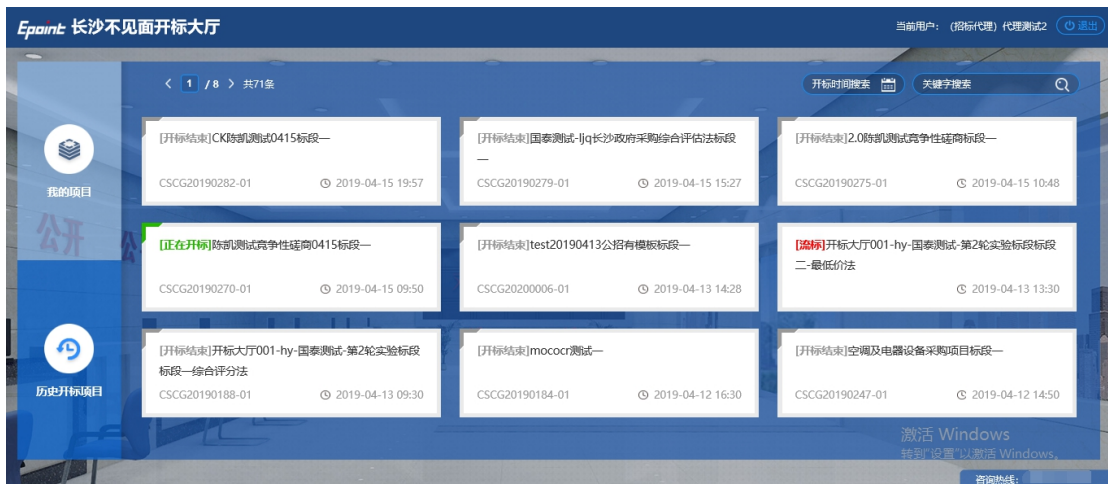 Epoint 长沙不见面开标大厅
当前用户：（招标代理）代理测试2
退出
1 / 8 共71条
开标时间搜索
关键字搜索
我的项目
历史开标项目
[开标结束]CK陈凯测试0415标段一
CSCG20190282-01 2019-04-15 19:57
[开标结束]国泰测试-ljq长沙政府采购综合评估法标段
一
CSCG20190279-01 2019-04-15 15:27
[开标结束]2.0陈凯测试竞争性磋商标段一
CSCG20190275-01 2019-04-15 10:48
[正在开标]陈凯测试竞争性磋商0415标段一
CSCG20190270-01 2019-04-15 09:50
[开标结束]test20190413公招有模板标段一
CSCG20200006-01 2019-04-13 14:28
[流标]开标大厅001-hy-国泰测试-第2轮实验标段标段
二-最低价法
2019-04-13 13:30
[开标结束]开标大厅001-hy-国泰测试-第2轮实验标段
标段一综合评分法
CSCG20190188-01 2019-04-13 09:30
[开标结束]mococr测试一
CSCG20190184-01 2019-04-12 16:30
[开标结束]空调及电器设备采购项目标段一
CSCG20190247-01 2019-04-12 14:50
公开
公
激活 Windows
转到"设置"以激活 Windows。
咨询热线：